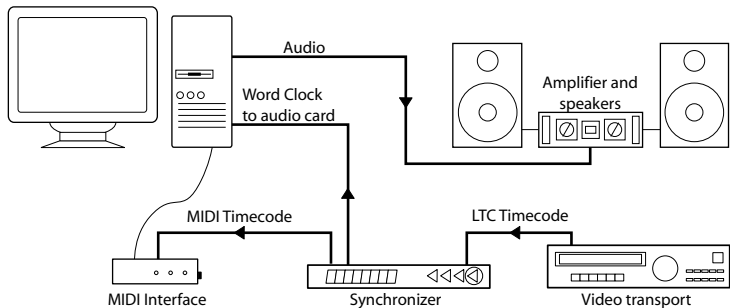 Audio
Amplifier and
speakers
Word Clock
to audio card
MIDI Timecode
LTC Timecode
MIDI Interface
Synchronizer
Video transport